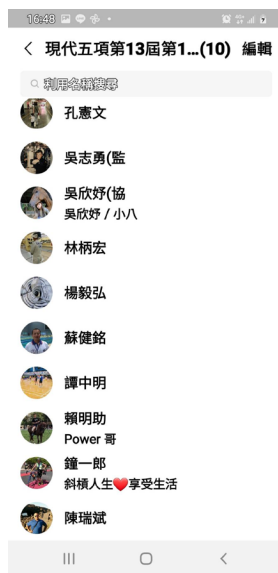 16:48
現代五項第13屆第1...(10) 編輯
利用名稱搜尋
孔憲文
吳志勇(監
吳欣妤(協
吳欣妤 / 小八
林柄宏
楊毅弘
蘇健銘
譚中明
賴明助
Power 哥
鐘一郎
斜槓人生❤️享受生活
陳瑞斌